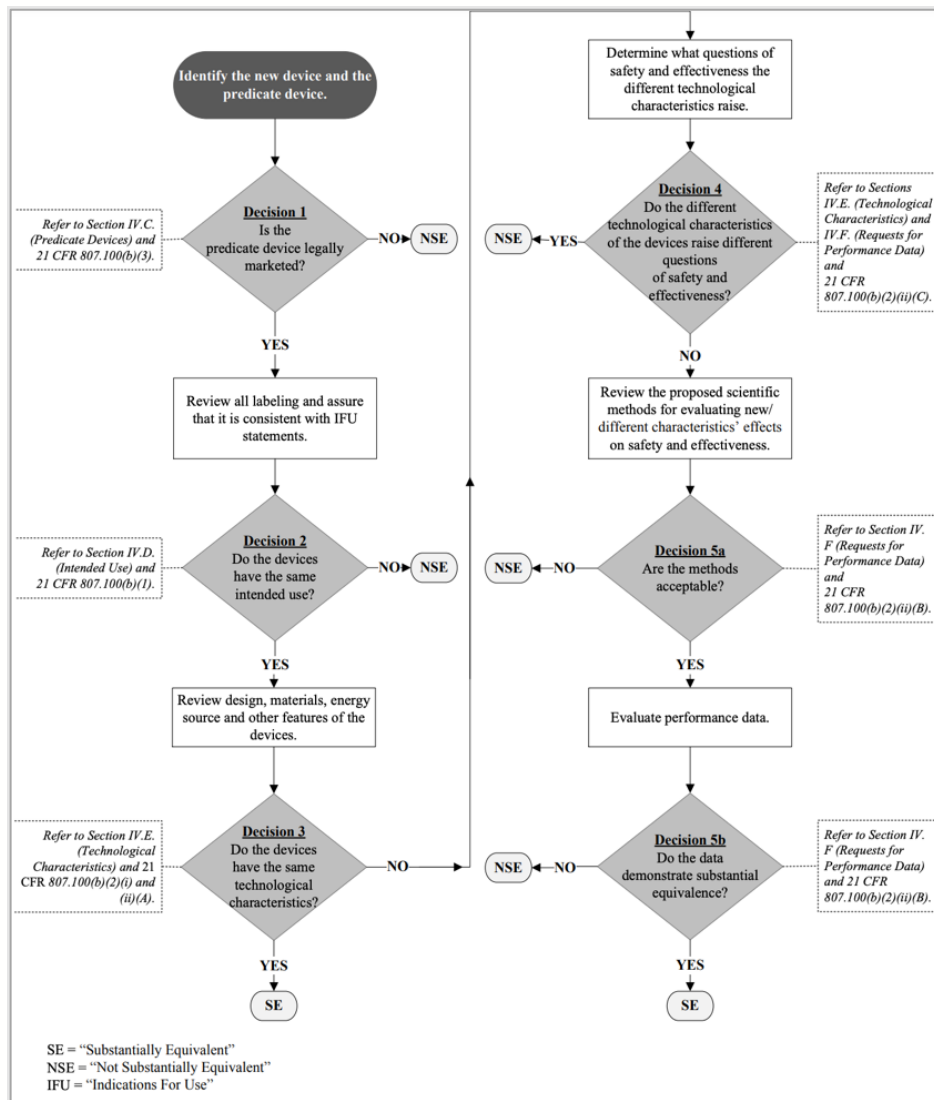 Identify the new device and the
predicate device.
Decision 1
Is the
predicate device legally
marketed?
Refer to Section IV.C.
(Predicate Devices) and
21 CFR 807.100(b)(3).
NO
NSE
YES
Review all labeling and assure
that it is consistent with IFU
statements.
Decision 2
Do the devices
have the same
intended use?
Refer to Section IV.D.
(Intended Use) and
21 CFR 807.100(b)(1).
NO
NSE
YES
Review design, materials, energy
source and other features of the
devices.
Decision 3
Do the devices
have the same
technological
characteristics?
Refer to Section IV.E.
(Technological
Characteristics) and 21
CFR 807.100(b)(2)(i) and
(ii)(A).
NO
YES
SE
Determine what questions of
safety and effectiveness the
different technological
characteristics raise.
Decision 4
Do the different
technological characteristics
of the devices raise different
questions
of safety and
effectiveness?
Refer to Sections
IV.E. (Technological
Characteristics) and
IV.F. (Requests for
Performance Data)
and
21 CFR
807.100(b)(2)(ii)(C).
YES
NSE
NO
Review the proposed scientific
methods for evaluating new/
different characteristics’ effects
on safety and effectiveness.
Decision 5a
Are the methods
acceptable?
Refer to Section IV.
F (Requests for
Performance Data)
and
21 CFR
807.100(b)(2)(ii)(B).
NO
NSE
YES
Evaluate performance data.
Decision 5b
Do the data
demonstrate substantial
equivalence?
Refer to Section IV.
F (Requests for
Performance Data)
and 21 CFR
807.100(b)(2)(ii)(B).
NO
NSE
YES
SE
SE = “Substantially Equivalent”
NSE = “Not Substantially Equivalent”
IFU = “Indications For Use”